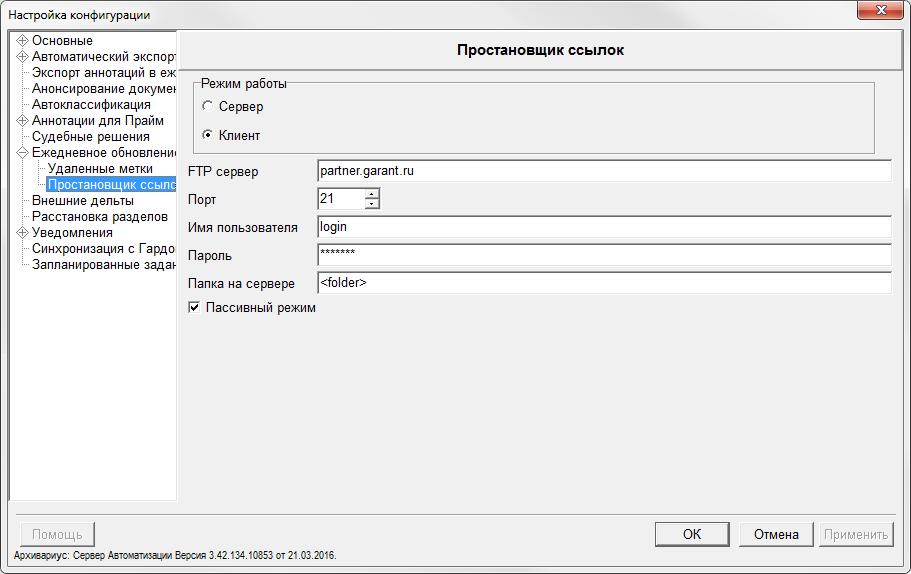 Настройка конфигурации
Основные
Автоматический экспорт
Экспорт аннотаций в еж
Анонсирование докумен
Автоклассификация
Аннотации для Прайм
Судебные решения
Ежедневное обновление
Удаленные метки
Простановщик ссылс
Внешние дельты
Расстановка разделов
Уведомления
Синхронизация с Гардо
Запланированные задан
Простановщик ссылок
Режим работы
Сервер
Клиент
FTP сервер partner.garant.ru
Порт 21
Имя пользователя login
Пароль *******
Папка на сервере <folder>
Пассивный режим
Помощь ОК Отмена Применить
Архивариус: Сервер Автоматизации Версия 3.42.134.10853 от 21.03.2016.